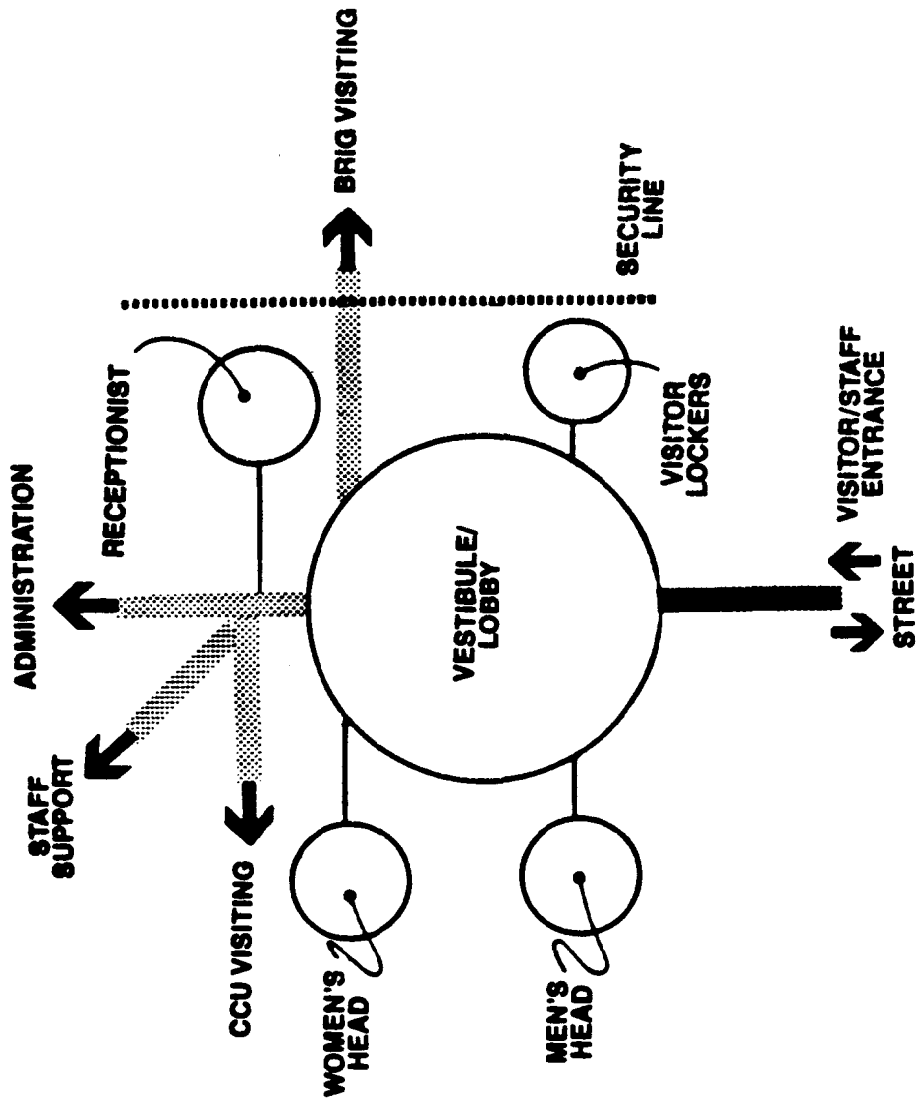 ADMINISTRATION
STAFF
SUPPORT
RECEPTIONIST
BRIG VISITING
CCU VISITING
WOMEN'S
HEAD
VESTIBULE/
LOBBY
SECURITY
LINE
MEN'S
HEAD
VISITOR
LOCKERS
VISITOR/STAFF
ENTRANCE
STREET